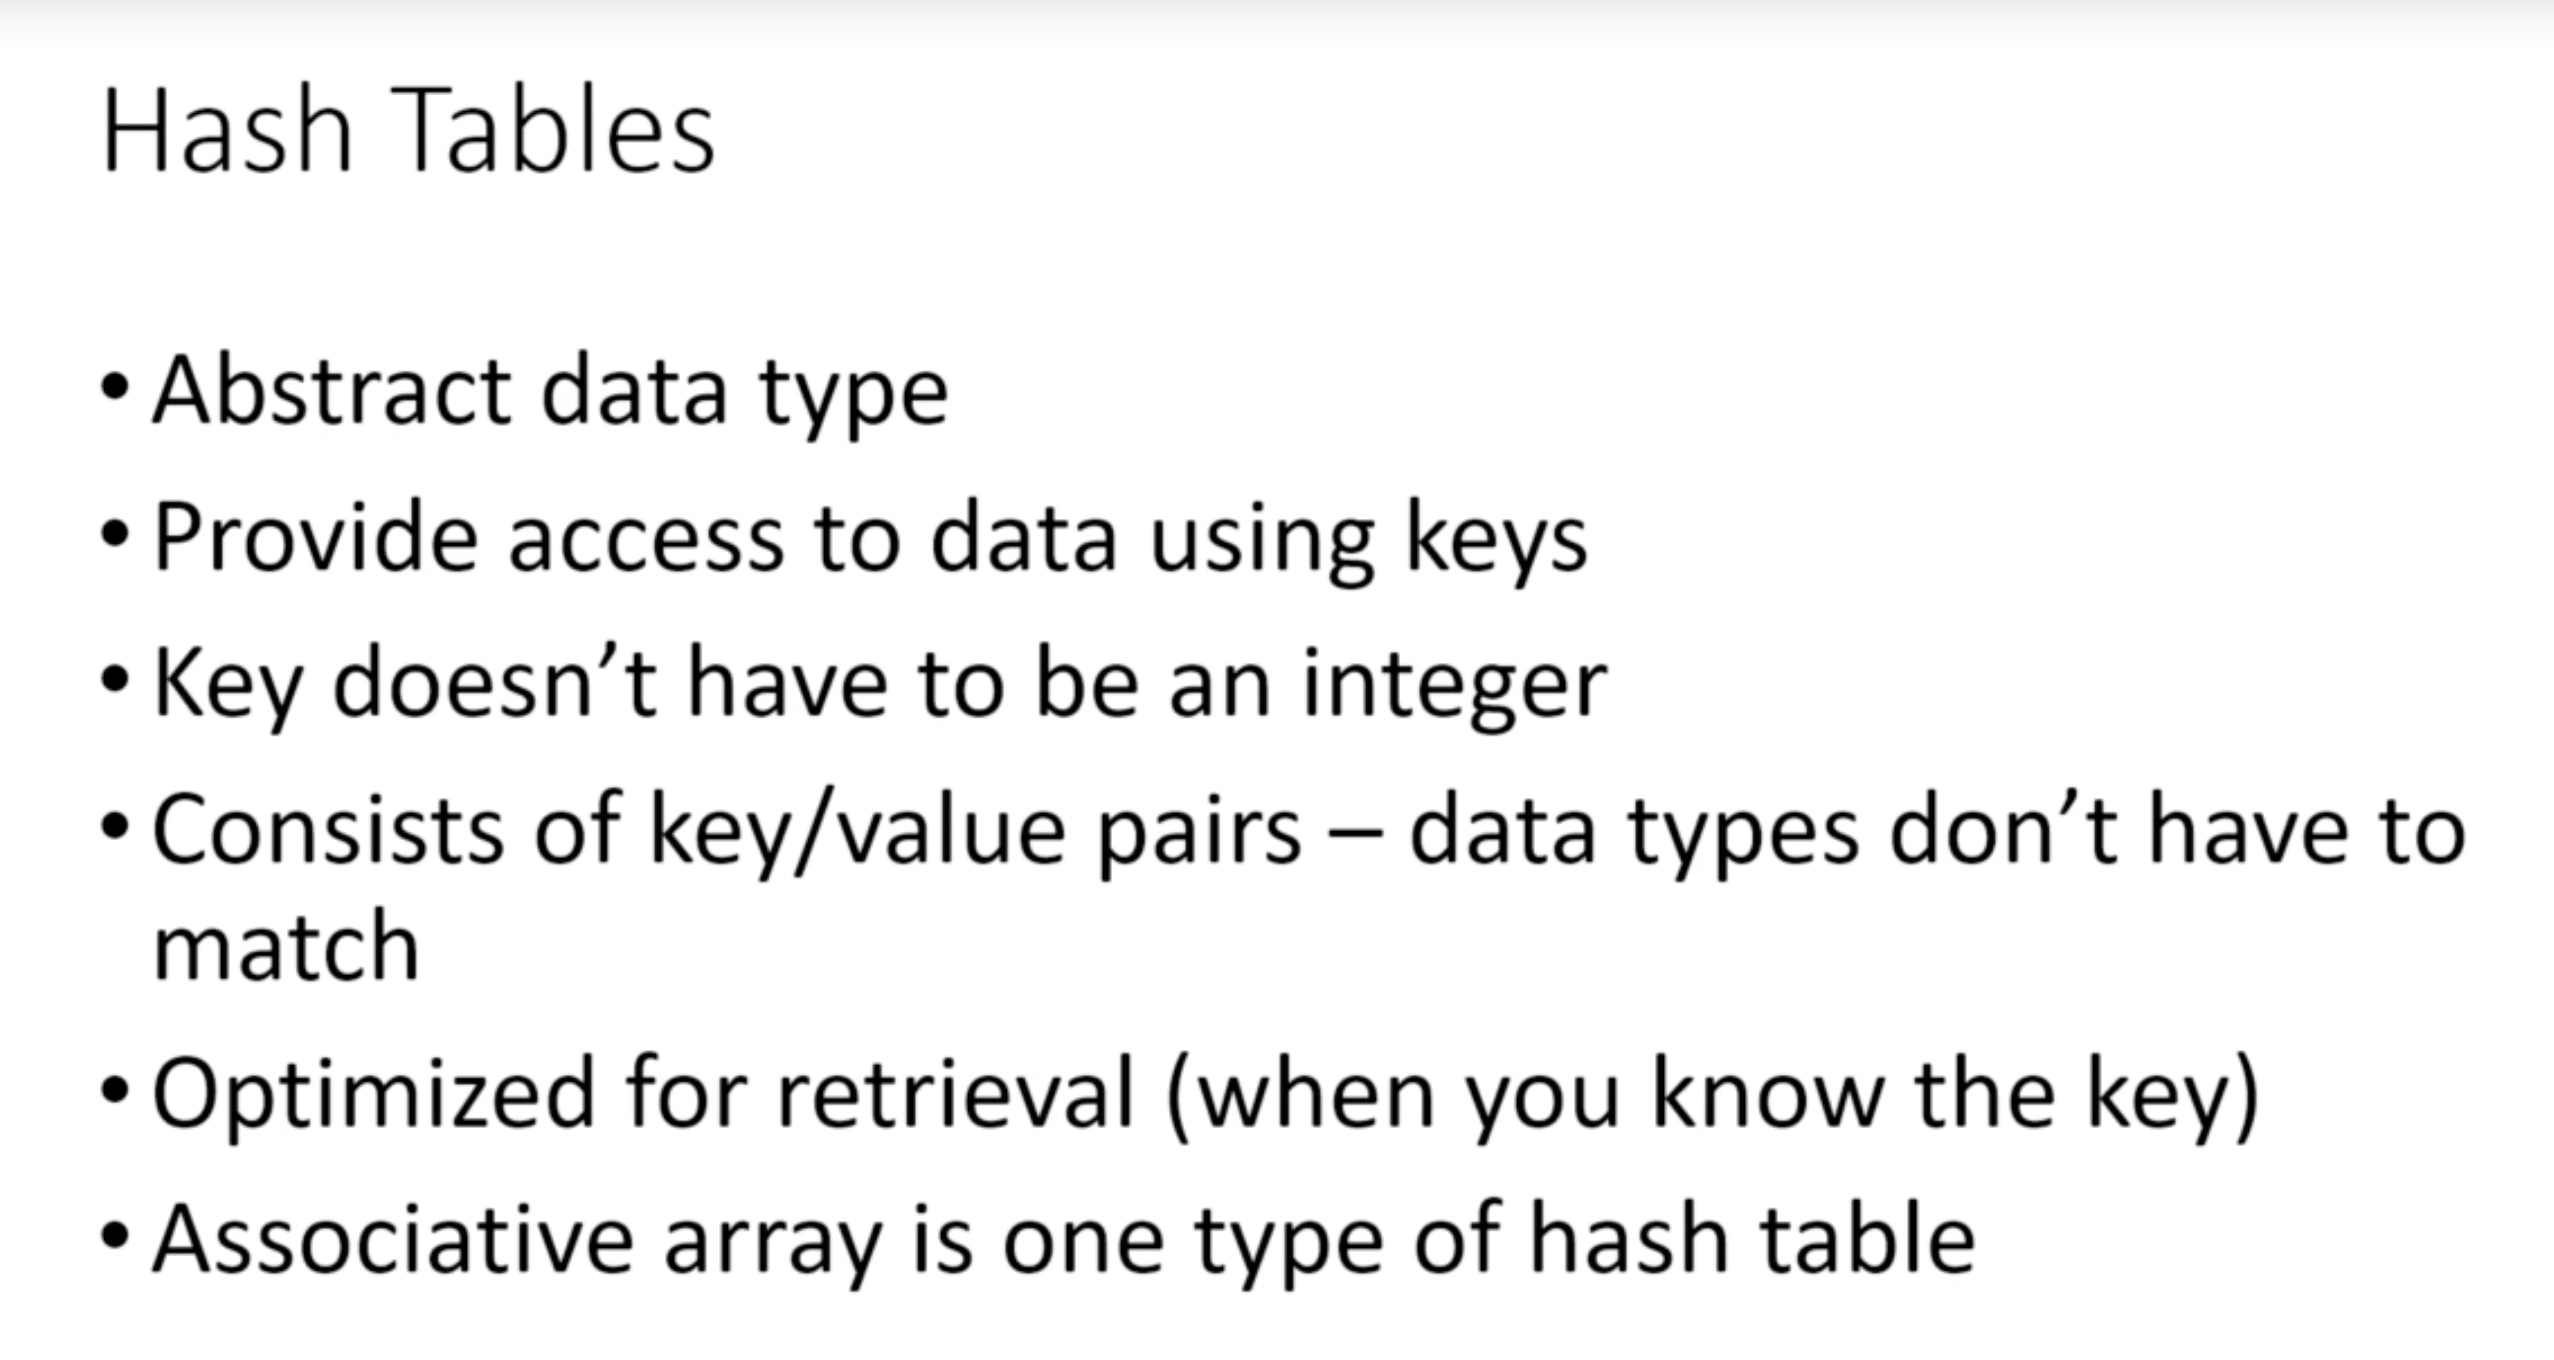 Hash Tables
• Abstract data type
• Provide access to data using keys
• Key doesn’t have to be an integer
• Consists of key/value pairs – data types don’t have to
match
• Optimized for retrieval (when you know the key)
• Associative array is one type of hash table